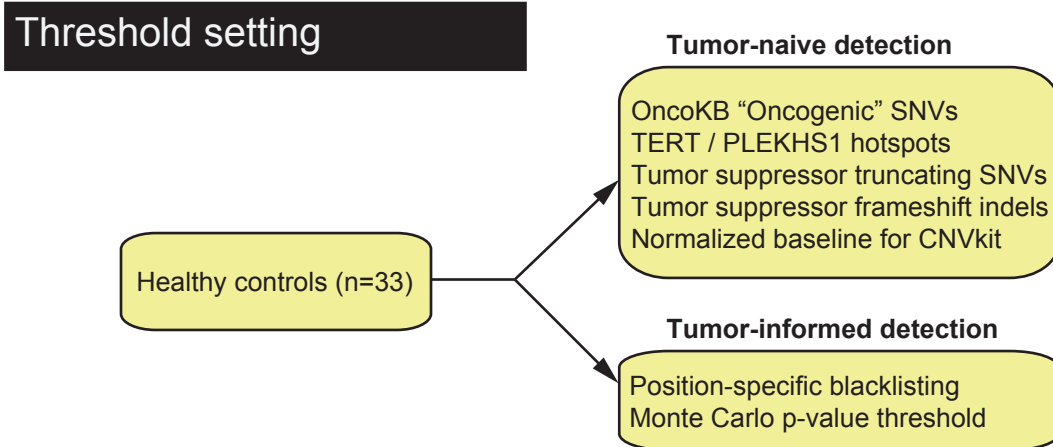 Threshold setting
Tumor-naive detection
OncoKB “Oncogenic” SNVs
TERT / PLEKHS1 hotspots
Tumor suppressor truncating SNVs
Tumor suppressor frameshift indels
Normalized baseline for CNVkit
Healthy controls (n=33)
Tumor-informed detection
Position-specific blacklisting
Monte Carlo p-value threshold